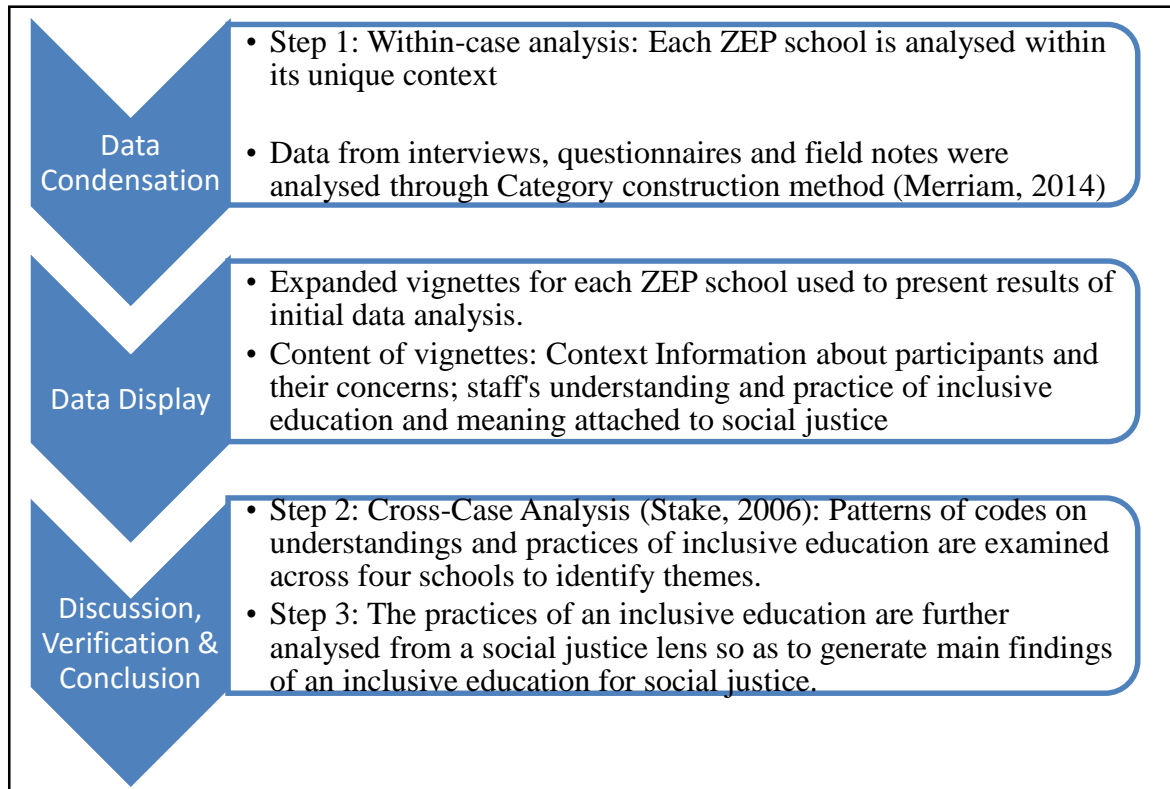 Data
Condensation
• Step 1: Within-case analysis: Each ZEP school is analysed within
its unique context
• Data from interviews, questionnaires and field notes were
analysed through Category construction method (Merriam, 2014)
Data Display
• Expanded vignettes for each ZEP school used to present results of
initial data analysis.
• Content of vignettes: Context Information about participants and
their concerns; staff's understanding and practice of inclusive
education and meaning attached to social justice
Discussion,
Verification &
Conclusion
• Step 2: Cross-Case Analysis (Stake, 2006): Patterns of codes on
understandings and practices of inclusive education are examined
across four schools to identify themes.
• Step 3: The practices of an inclusive education are further
analysed from a social justice lens so as to generate main findings
of an inclusive education for social justice.